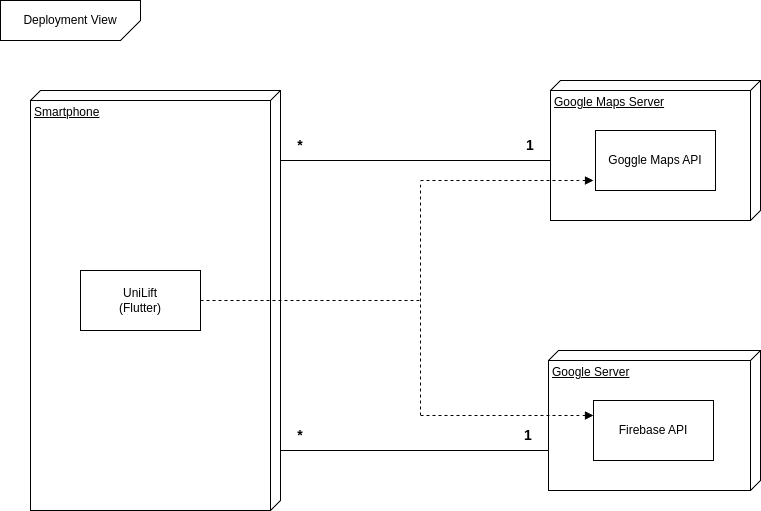 Deployment View
Smartphone
Google Maps Server
* 1
Goggle Maps API
UniLift
(Flutter)
Google Server
Firebase API
* 1